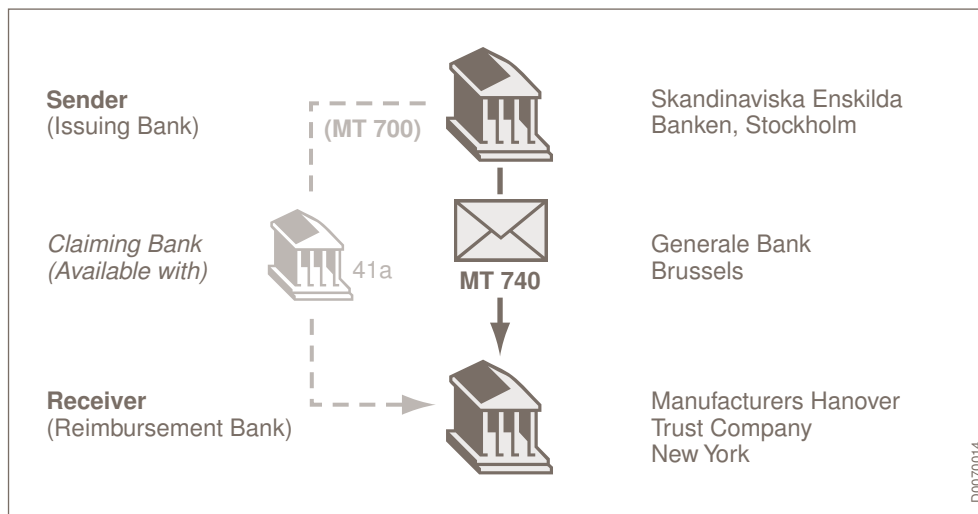 Sender
(Issuing Bank)
(MT 700)
Skandinaviska Enskilda
Banken, Stockholm
Claiming Bank
(Available with)
41a
MT 740
Generale Bank
Brussels
Receiver
(Reimbursement Bank)
Manufacturers Hanover
Trust Company
New York
D0070014